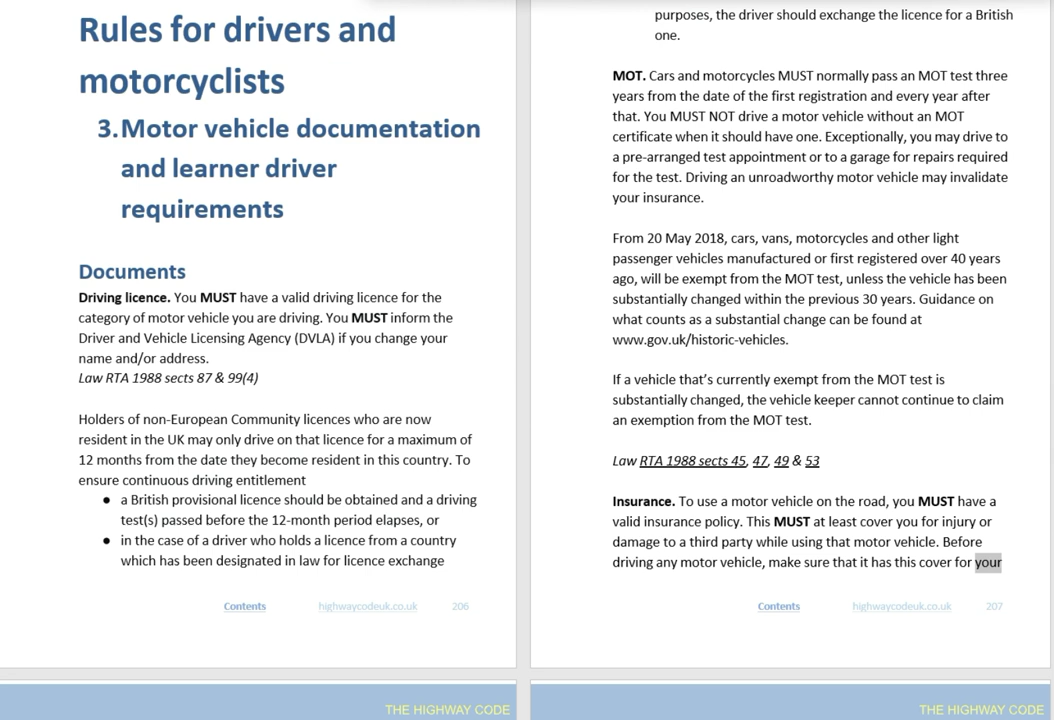 Rules for drivers and
motorcyclists
3. Motor vehicle documentation
and learner driver
requirements
Documents
Driving licence. You MUST have a valid driving licence for the
category of motor vehicle you are driving. You MUST inform the
Driver and Vehicle Licensing Agency (DVLA) if you change your
name and/or address.
Law RTA 1988 sects 87 & 99(4)
Holders of non-European Community licences who are now
resident in the UK may only drive on that licence for a maximum of
12 months from the date they become resident in this country. To
ensure continuous driving entitlement
● a British provisional licence should be obtained and a driving
test(s) passed before the 12-month period elapses, or
● in the case of a driver who holds a licence from a country
which has been designated in law for licence exchange
Contents highwaycodeuk.co.uk 206
purposes, the driver should exchange the licence for a British
one.
MOT. Cars and motorcycles MUST normally pass an MOT test three
years from the date of the first registration and every year after
that. You MUST NOT drive a motor vehicle without an MOT
certificate when it should have one. Exceptionally, you may drive to
a pre-arranged test appointment or to a garage for repairs required
for the test. Driving an unroadworthy motor vehicle may invalidate
your insurance.
From 20 May 2018, cars, vans, motorcycles and other light
passenger vehicles manufactured or first registered over 40 years
ago, will be exempt from the MOT test, unless the vehicle has been
substantially changed within the previous 30 years. Guidance on
what counts as a substantial change can be found at
www.gov.uk/historic-vehicles.
If a vehicle that's currently exempt from the MOT test is
substantially changed, the vehicle keeper cannot continue to claim
an exemption from the MOT test.
Law RTA 1988 sects 45, 47, 49 & 53
Insurance. To use a motor vehicle on the road, you MUST have a
valid insurance policy. This MUST at least cover you for injury or
damage to a third party while using that motor vehicle. Before
driving any motor vehicle, make sure that it has this cover for your
Contents highwaycodeuk.co.uk 207
THE HIGHWAY CODE
THE HIGHWAY CODE